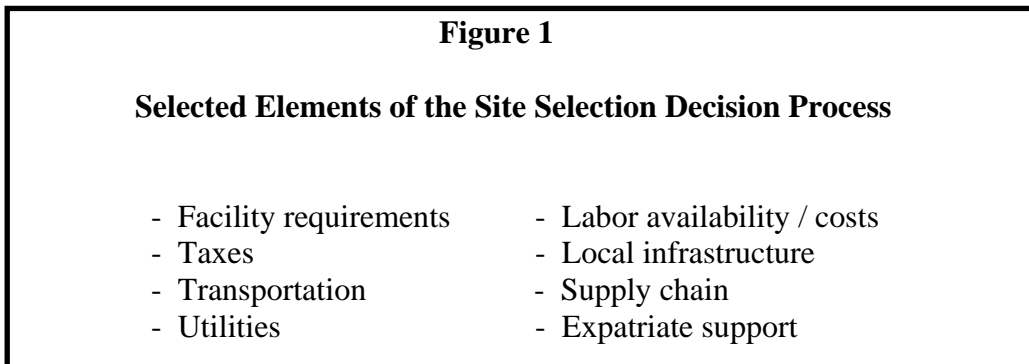 Figure 1
Selected Elements of the Site Selection Decision Process
- Facility requirements - Labor availability / costs
- Taxes - Local infrastructure
- Transportation - Supply chain
- Utilities - Expatriate support